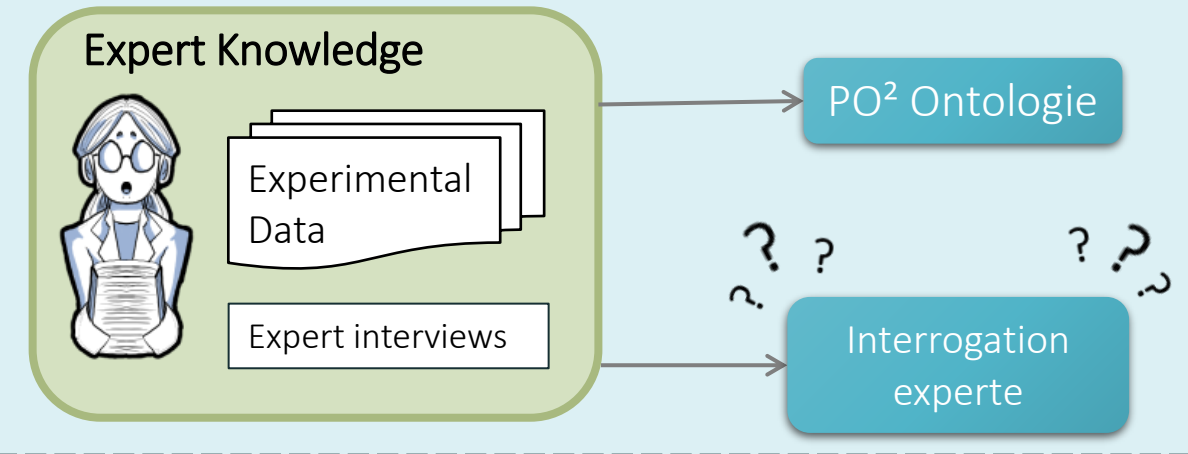 Expert Knowledge
Experimental
Data
Expert interviews
PO² Ontologie
? ? ?
? ? ?
Interrogation
experte